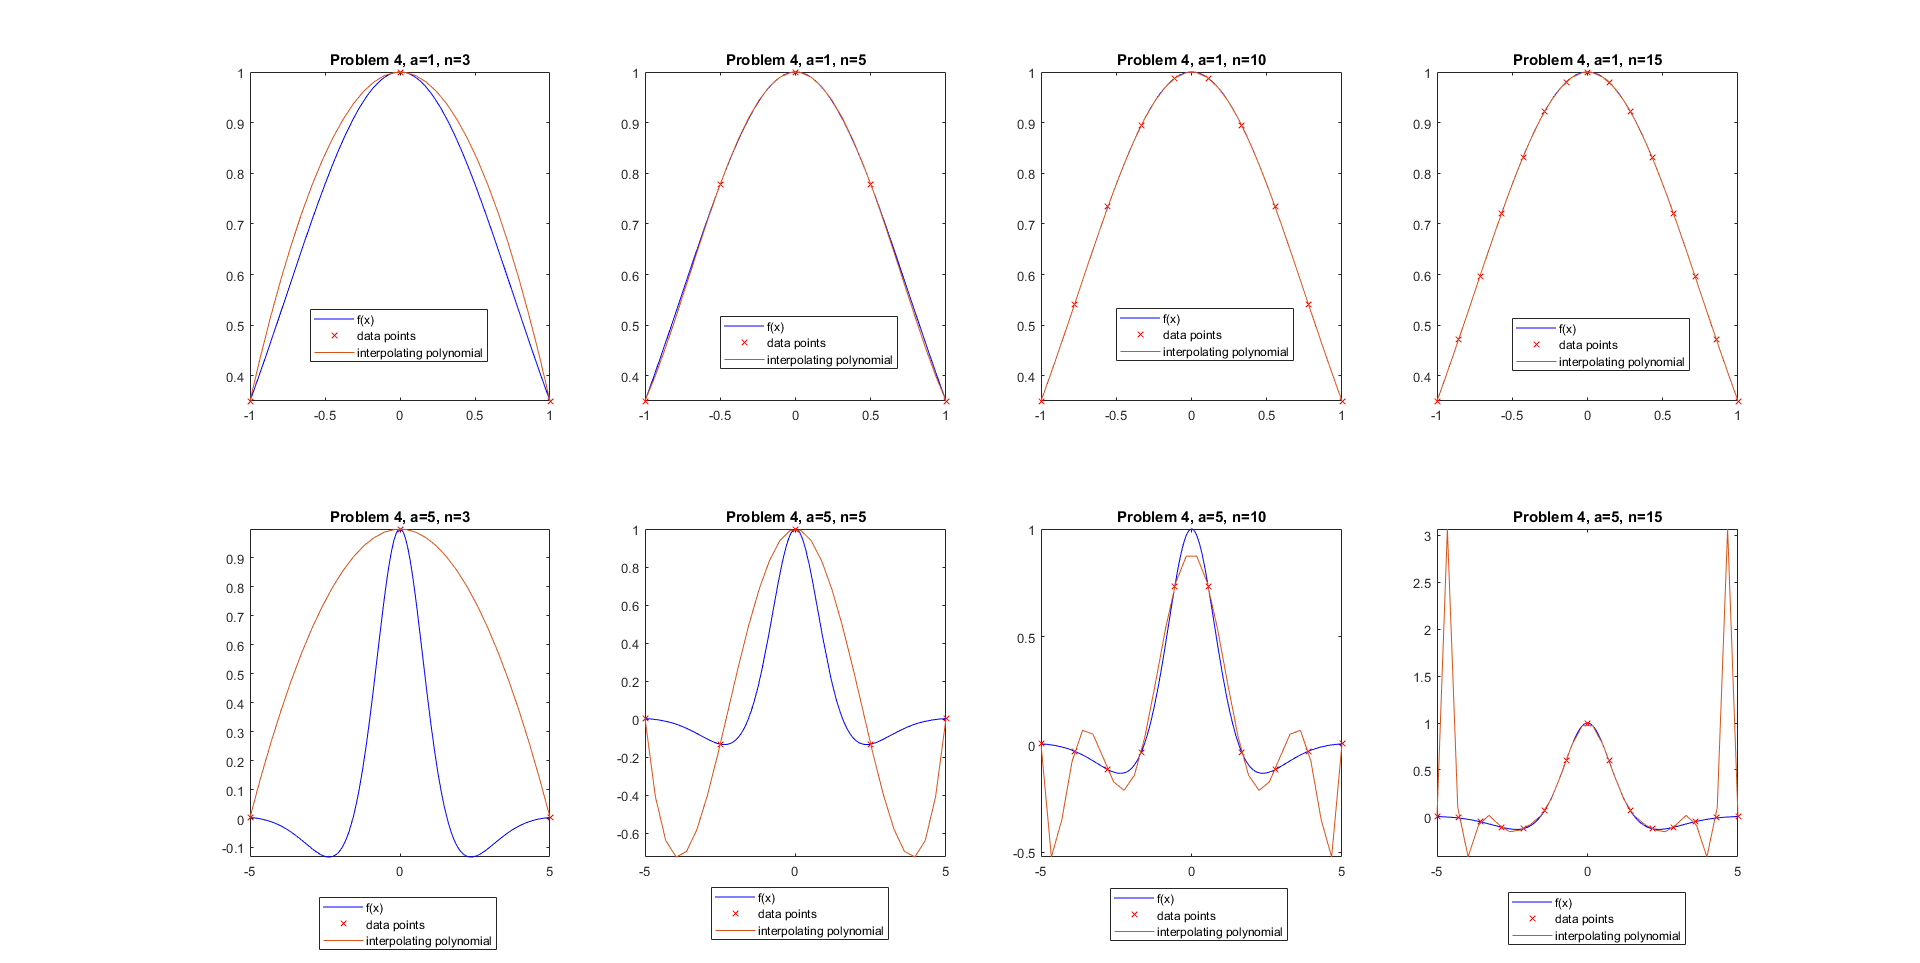 Problem 4, a=1, n=3
1
0.9
0.8
0.7
0.6
0.5
0.4
-1 -0.5 0 0.5 1
f(x)
data points
interpolating polynomial
Problem 4, a=1, n=5
1
0.9
0.8
0.7
0.6
0.5
0.4
-1 -0.5 0 0.5 1
f(x)
data points
interpolating polynomial
Problem 4, a=1, n=10
1
0.9
0.8
0.7
0.6
0.5
0.4
-1 -0.5 0 0.5 1
f(x)
data points
interpolating polynomial
Problem 4, a=1, n=15
1
0.9
0.8
0.7
0.6
0.5
0.4
-1 -0.5 0 0.5 1
f(x)
data points
interpolating polynomial
Problem 4, a=5, n=3
0.9
0.8
0.7
0.6
0.5
0.4
0.3
0.2
0.1
0
-0.1
-5 0 5
f(x)
data points
interpolating polynomial
Problem 4, a=5, n=5
1
0.8
0.6
0.4
0.2
0
-0.2
-0.4
-0.6
-5 0 5
f(x)
data points
interpolating polynomial
Problem 4, a=5, n=10
1
0.5
0
-0.5
-5 0 5
f(x)
data points
interpolating polynomial
Problem 4, a=5, n=15
3
2.5
2
1.5
1
0.5
0
-5 0 5
f(x)
data points
interpolating polynomial